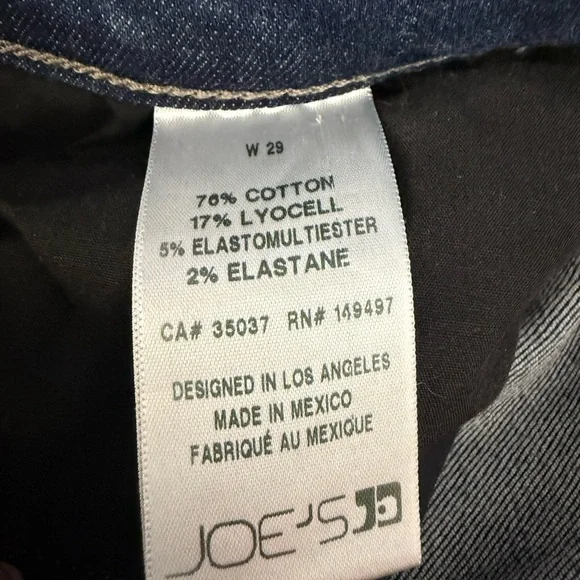 W 29
76% COTTON
17% LYOCELL
5% ELASTOMULTIESTER
2% ELASTANE
CA# 35037 RN# 149497
DESIGNED IN LOS ANGELES
MADE IN MEXICO
FABRIQUÉ AU MEXIQUE
JOE'S